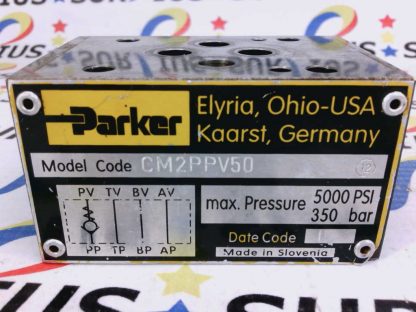 Parker
Elyria, Ohio-USA
Kaarst, Germany
Model Code CM2PPV50
PV TV BV AV
PP TP BP AP
max. Pressure 5000 PSI
350 bar
Date Code
Made in Slovenia